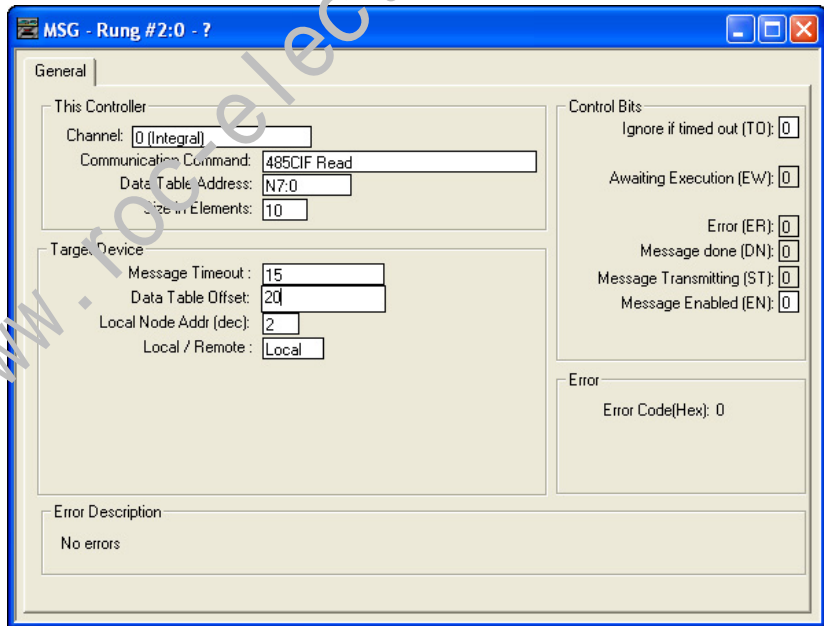 MSG - Rung #2:0 - ?
General
This Controller
Channel: 0 (Integral)
Communication Command: 485CIF Read
Data Table Address: N7:0
Size in Elements: 10
Target Device
Message Timeout : 15
Data Table Offset: 20
Local Node Addr (dec): 2
Local / Remote : Local
Control Bits
Ignore if timed out (TO): 0
Awaiting Execution (EW): 0
Error (ER): 0
Message done (DN): 0
Message Transmitting (ST): 0
Message Enabled (EN): 0
Error
Error Code(Hex): 0
Error Description
No errors
www.roc-elec